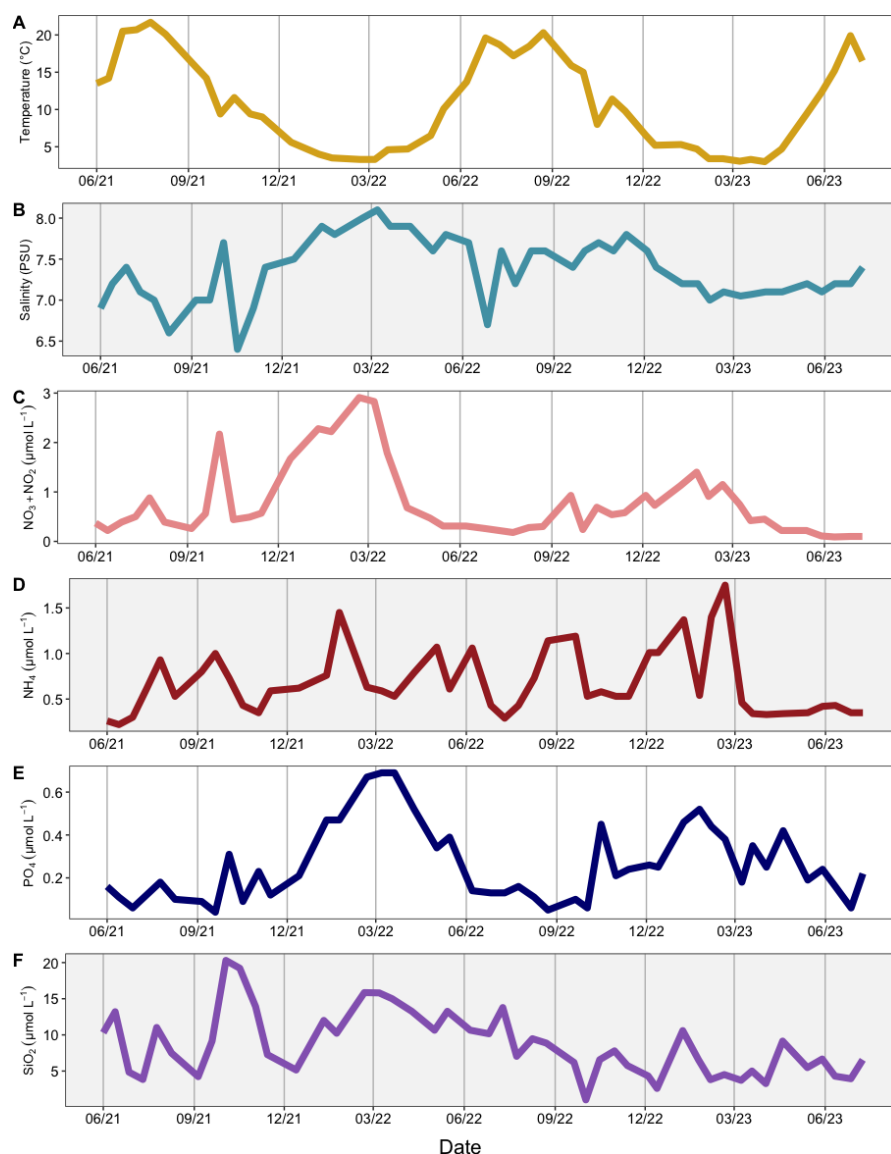 A
Temperature (°C)
20
15
10
5
06/21 09/21 12/21 03/22 06/22 09/22 12/22 03/23 06/23
B
Salinity (PSU)
8.0
7.5
7.0
6.5
06/21 09/21 12/21 03/22 06/22 09/22 12/22 03/23 06/23
C
NO₃ + NO₂ (µmol L⁻¹)
3
2
1
0
06/21 09/21 12/21 03/22 06/22 09/22 12/22 03/23 06/23
D
NH₄ (µmol L⁻¹)
1.5
1.0
0.5
06/21 09/21 12/21 03/22 06/22 09/22 12/22 03/23 06/23
E
PO₄ (µmol L⁻¹)
0.6
0.4
0.2
06/21 09/21 12/21 03/22 06/22 09/22 12/22 03/23 06/23
F
SiO₂ (µmol L⁻¹)
20
15
10
5
06/21 09/21 12/21 03/22 06/22 09/22 12/22 03/23 06/23
Date